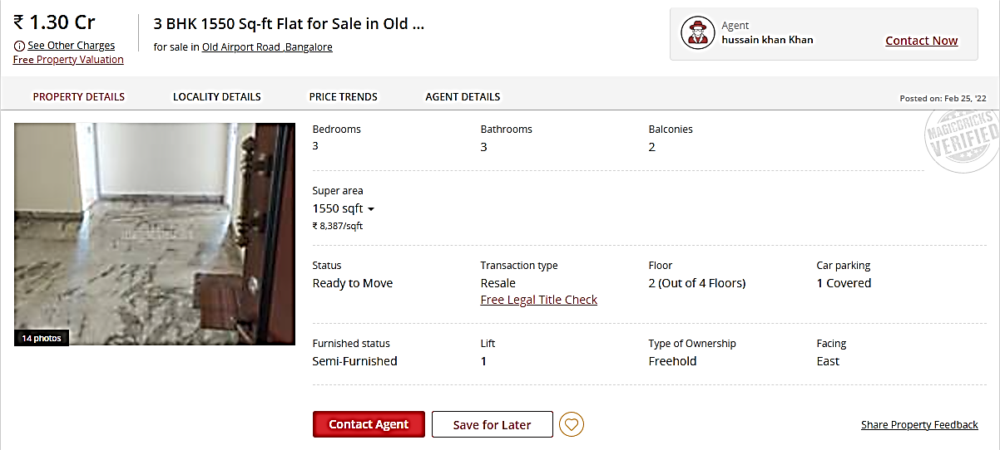 ₹ 1.30 Cr
See Other Charges
Free Property Valuation
3 BHK 1550 Sq-ft Flat for Sale in Old ...
for sale in Old Airport Road ,Bangalore
Agent
hussain khan Khan
Contact Now
PROPERTY DETAILS
LOCALITY DETAILS
PRICE TRENDS
AGENT DETAILS
Posted on: Feb 25, '22
MAGICBRICKS
VERIFIED
14 photos
Bedrooms
3
Bathrooms
3
Balconies
2
Super area
1550 sqft
₹ 8,387/sqft
Status
Ready to Move
Transaction type
Resale
Free Legal Title Check
Floor
2 (Out of 4 Floors)
Car parking
1 Covered
Furnished status
Semi-Furnished
Lift
1
Type of Ownership
Freehold
Facing
East
Contact Agent
Save for Later
Share Property Feedback